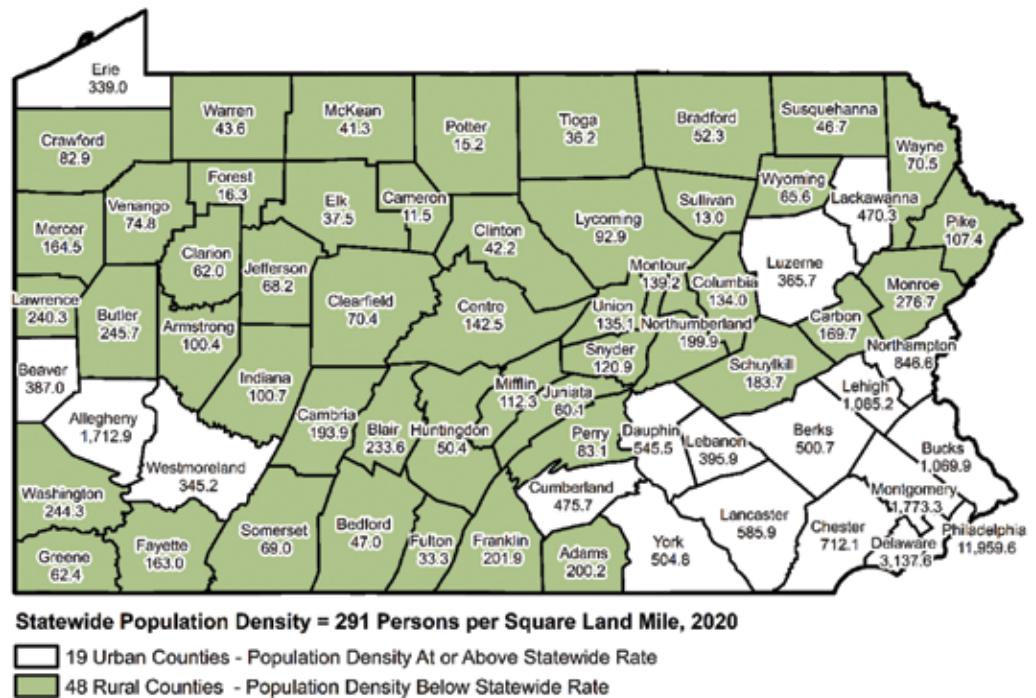 Erie
339.0
Warren
43.6
McKean
41.3
Potter
15.2
Tioga
36.2
Bradford
52.3
Susquehanna
46.7
Wayne
70.5
Crawford
82.9
Forest
16.3
Venango
74.8
Elk
37.5
Cameron
11.5
Wyoming
65.6
Lackawanna
470.3
Sullivan
13.0
Pike
107.4
Mercer
164.5
Clarion
62.0
Jefferson
68.2
Clinton
42.2
Lycoming
92.9
Luzerne
365.7
Monroe
276.7
Montour
139.2
Columbia
134.0
Lawrence
240.3
Butler
245.7
Armstrong
100.4
Clearfield
70.4
Centre
142.5
Union
135.1
Northumberland
199.9
Carbon
169.7
Northampton
846.6
Snyder
120.9
Schuylkill
183.7
Beaver
387.0
Indiana
100.7
Mifflin
112.3
Juniata
60.1
Lehigh
1,085.2
Allegheny
1,712.9
Cambria
193.9
Blair
233.6
Huntingdon
50.4
Perry
83.1
Dauphin
545.5
Lebanon
395.9
Berks
500.7
Bucks
1,069.9
Westmoreland
345.2
Washington
244.3
Cumberland
475.7
Montgomery
1,773.3
Lancaster
585.9
Chester
712.1
Delaware
3,137.6
Philadelphia
11,959.6
Greene
62.4
Fayette
163.0
Somerset
69.0
Bedford
47.0
Fulton
33.3
Franklin
201.9
Adams
200.2
York
504.6
Statewide Population Density = 291 Persons per Square Land Mile, 2020
19 Urban Counties - Population Density At or Above Statewide Rate
48 Rural Counties - Population Density Below Statewide Rate